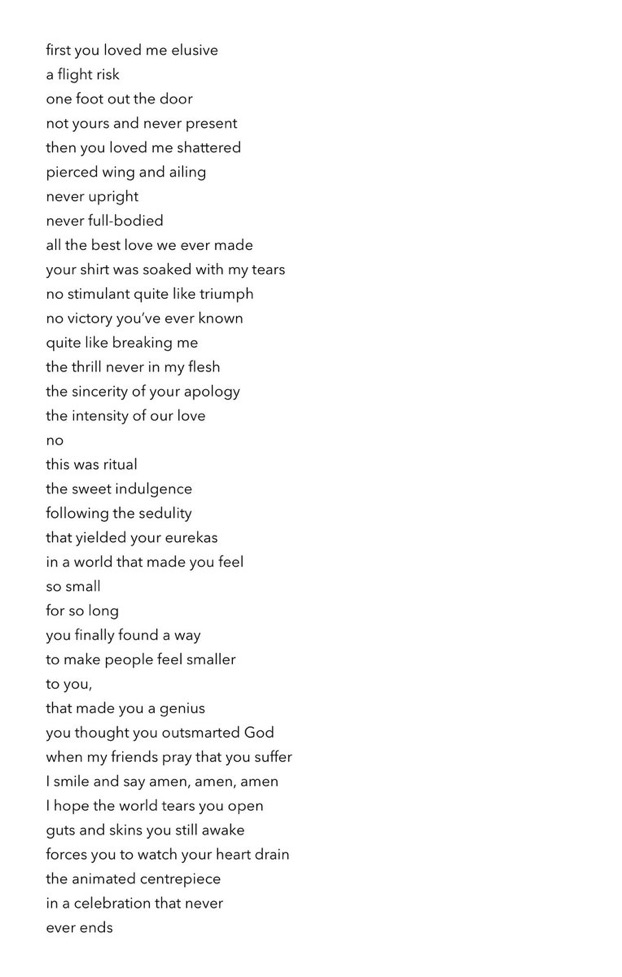 first you loved me elusive
a flight risk
one foot out the door
not yours and never present
then you loved me shattered
pierced wing and ailing
never upright
never full-bodied
all the best love we ever made
your shirt was soaked with my tears
no stimulant quite like triumph
no victory you’ve ever known
quite like breaking me
the thrill never in my flesh
the sincerity of your apology
the intensity of our love
no
this was ritual
the sweet indulgence
following the sedulity
that yielded your eurekas
in a world that made you feel
so small
for so long
you finally found a way
to make people feel smaller
to you,
that made you a genius
you thought you outsmarted God
when my friends pray that you suffer
I smile and say amen, amen, amen
I hope the world tears you open
guts and skins you still awake
forces you to watch your heart drain
the animated centrepiece
in a celebration that never
ever ends